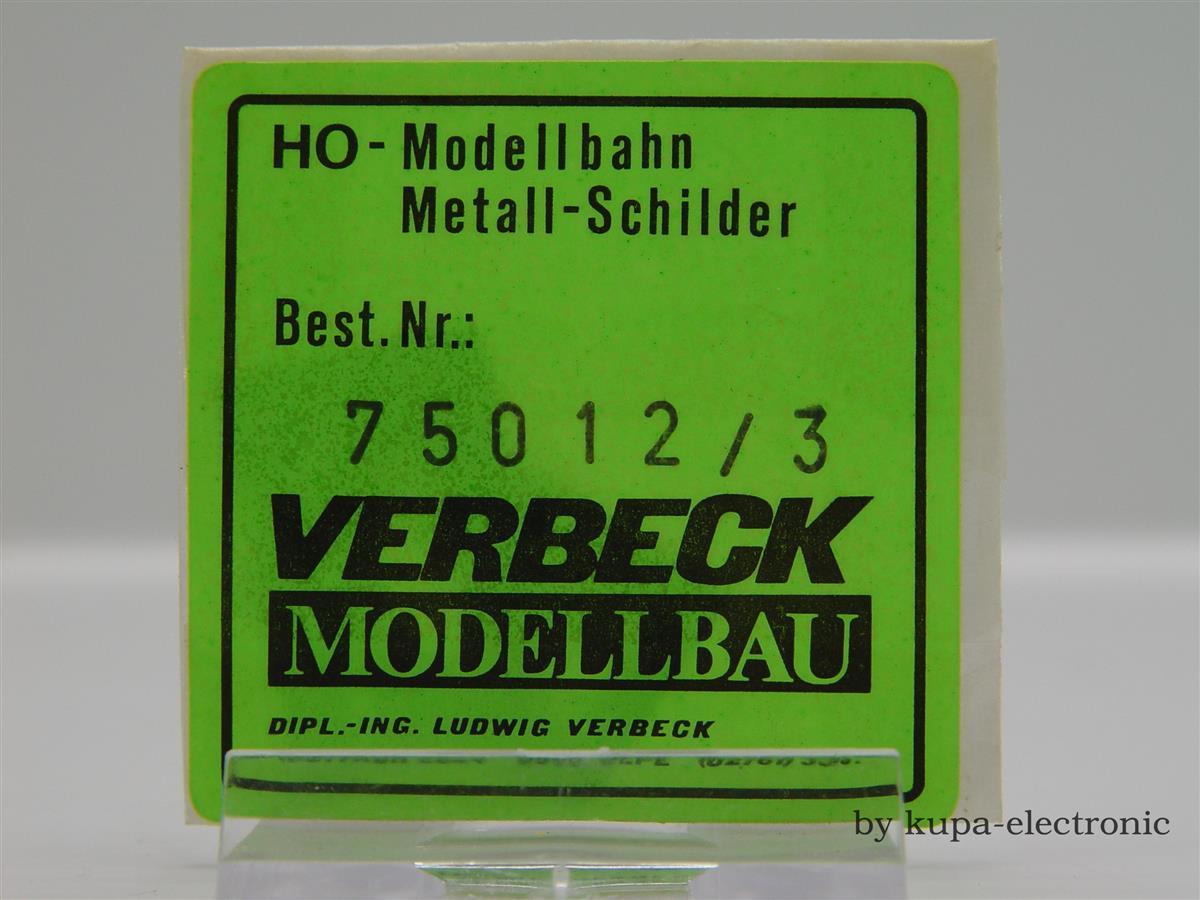 HO-Modellbahn
Metall-Schilder
Best.Nr.:
75012/3
VERBECK
MODELLBAU
DIPL.-ING. LUDWIG VERBECK
by kupa-electronic